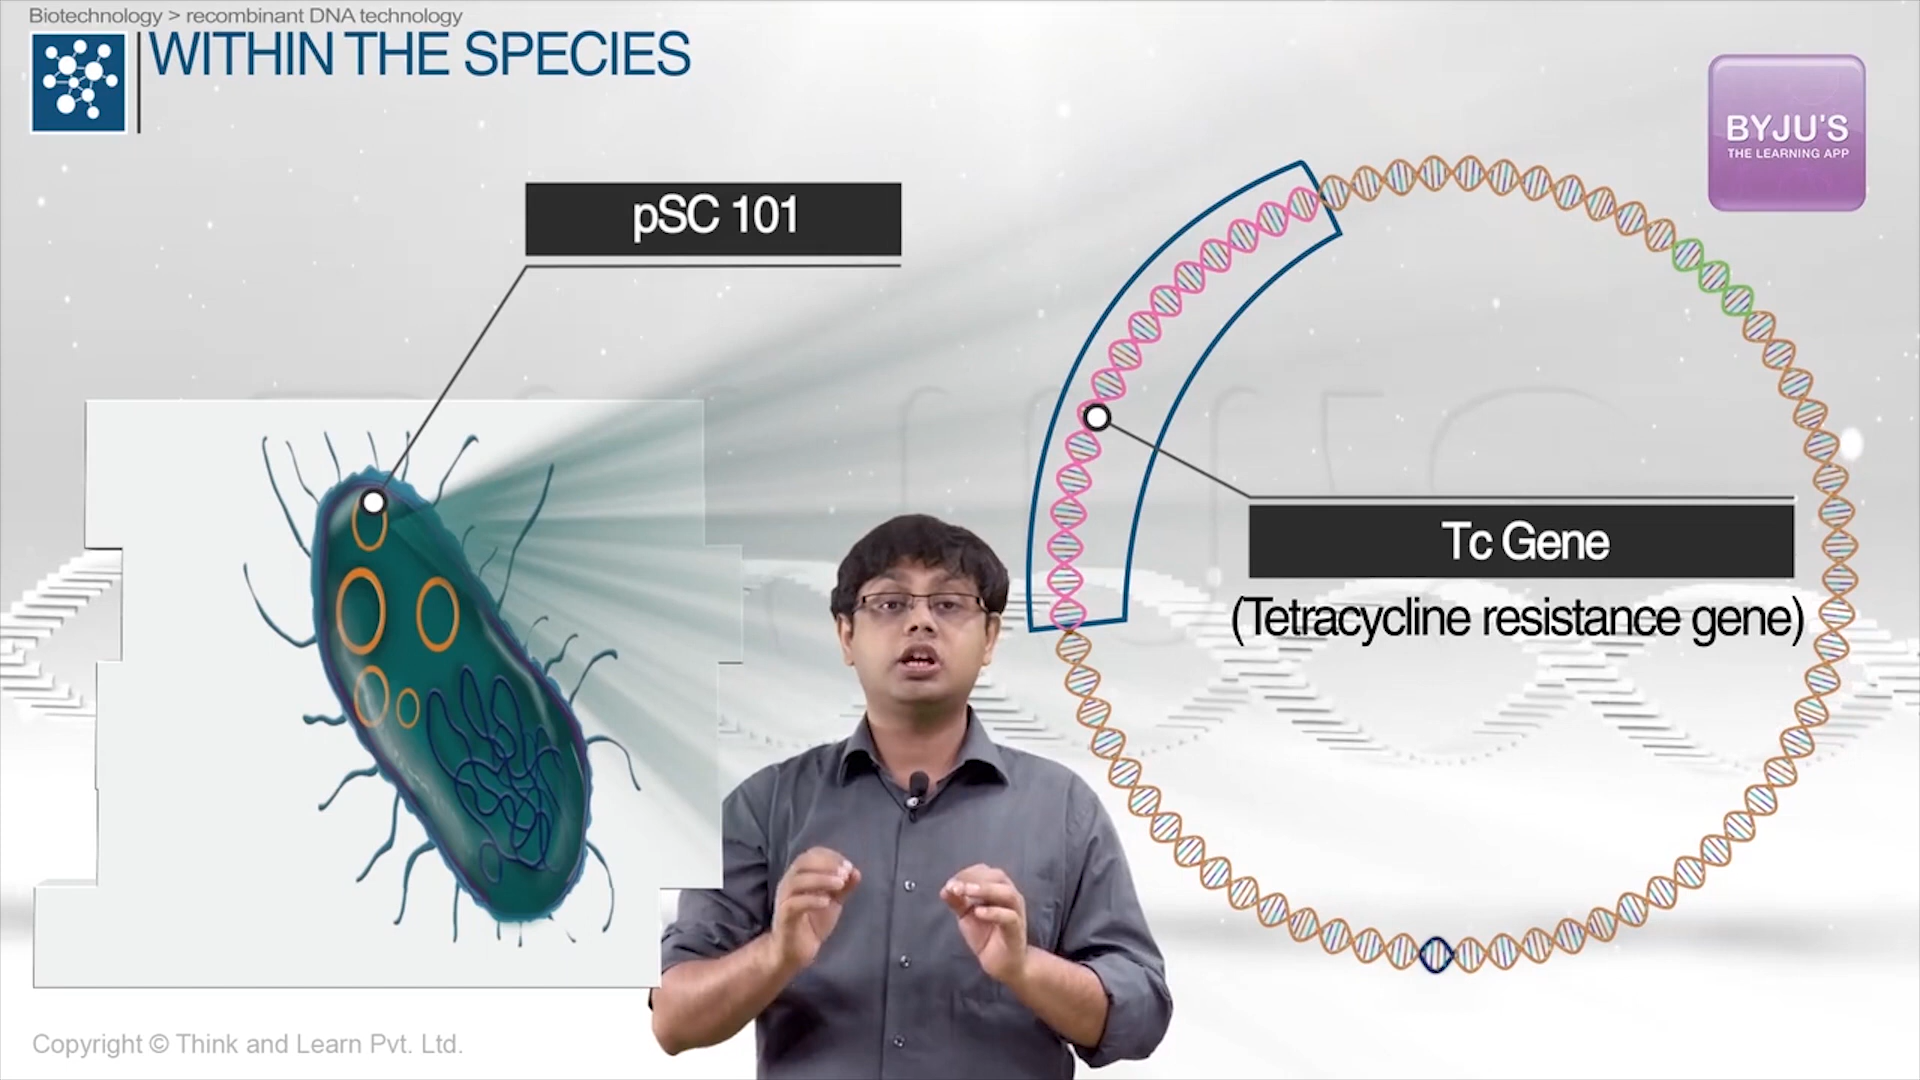 Biotechnology > recombinant DNA technology
WITHIN THE SPECIES
BYJU'S
THE LEARNING APP
pSC 101
Tc Gene
(Tetracycline resistance gene)
Copyright © Think and Learn Pvt. Ltd.